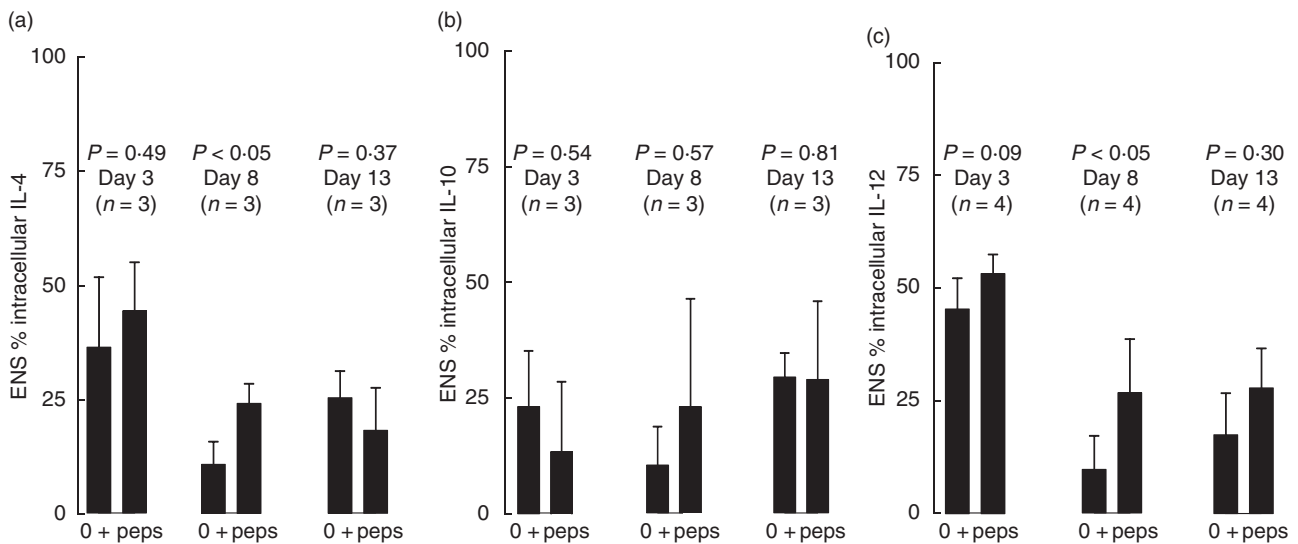 (a)
ENS % intracellular IL-4
100
75
50
25
0
P = 0·49
Day 3
(n = 3)
P < 0·05
Day 8
(n = 3)
P = 0·37
Day 13
(n = 3)
0 + peps
0 + peps
0 + peps
(b)
ENS % intracellular IL-10
100
75
50
25
0
P = 0·54
Day 3
(n = 3)
P = 0·57
Day 8
(n = 3)
P = 0·81
Day 13
(n = 3)
0 + peps
0 + peps
0 + peps
(c)
ENS % intracellular IL-12
100
75
50
25
0
P = 0·09
Day 3
(n = 4)
P < 0·05
Day 8
(n = 4)
P = 0·30
Day 13
(n = 4)
0 + peps
0 + peps
0 + peps